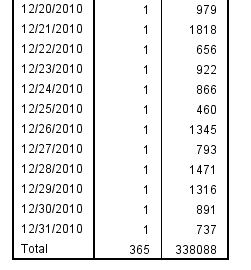 12/20/2010 1 979
12/21/2010 1 1818
12/22/2010 1 656
12/23/2010 1 922
12/24/2010 1 866
12/25/2010 1 460
12/26/2010 1 1345
12/27/2010 1 793
12/28/2010 1 1471
12/29/2010 1 1316
12/30/2010 1 891
12/31/2010 1 737
Total 365 338088